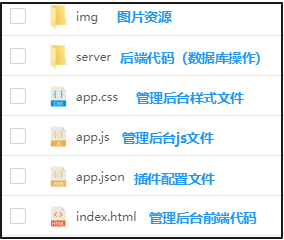 img 图片资源
server 后端代码（数据库操作）
app.css 管理后台样式文件
app.js 管理后台js文件
app.json 插件配置文件
index.html 管理后台前端代码